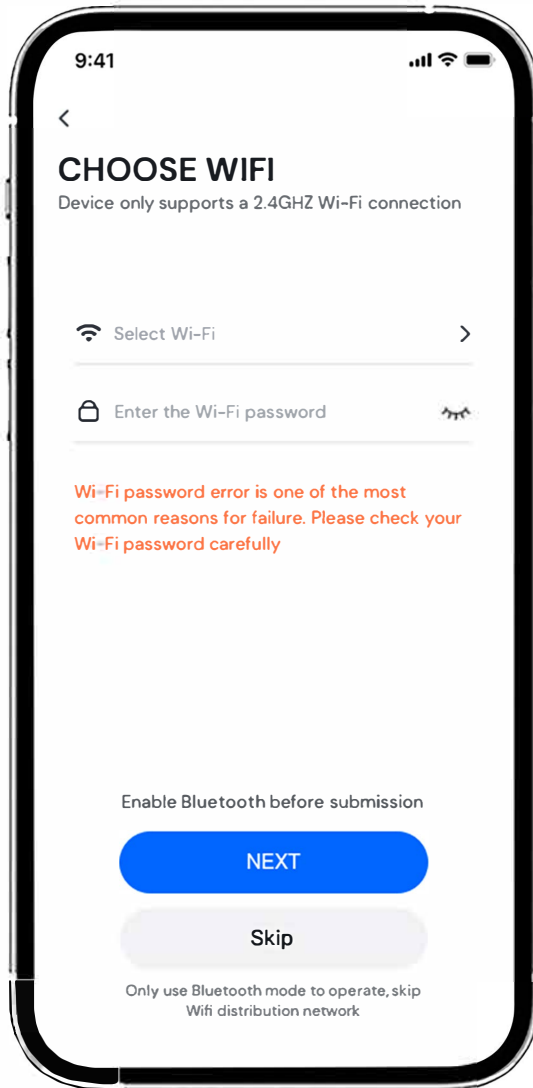 9:41
CHOOSE WIFI
Device only supports a 2.4GHZ Wi-Fi connection
Select Wi-Fi
Enter the Wi-Fi password
Wi-Fi password error is one of the most
common reasons for failure. Please check your
Wi-Fi password carefully
Enable Bluetooth before submission
NEXT
Skip
Only use Bluetooth mode to operate, skip
Wifi distribution network